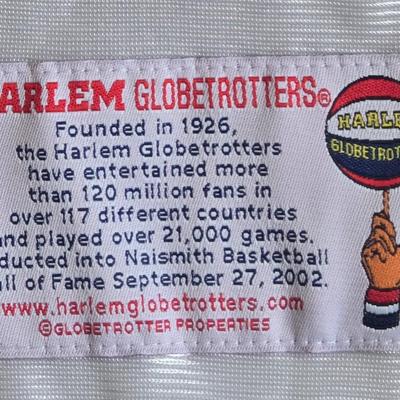 HARLEM GLOBETROTTERS®
Founded in 1926,
the Harlem Globetrotters
have entertained more
than 120 million fans in
over 117 different countries
and played over 21,000 games.
nducted into Naismith Basketball
all of Fame September 27, 2002.
www.harlemglobetrotters.com
©GLOBETROTTER PROPERTIES
HARLE
GLOBETROT